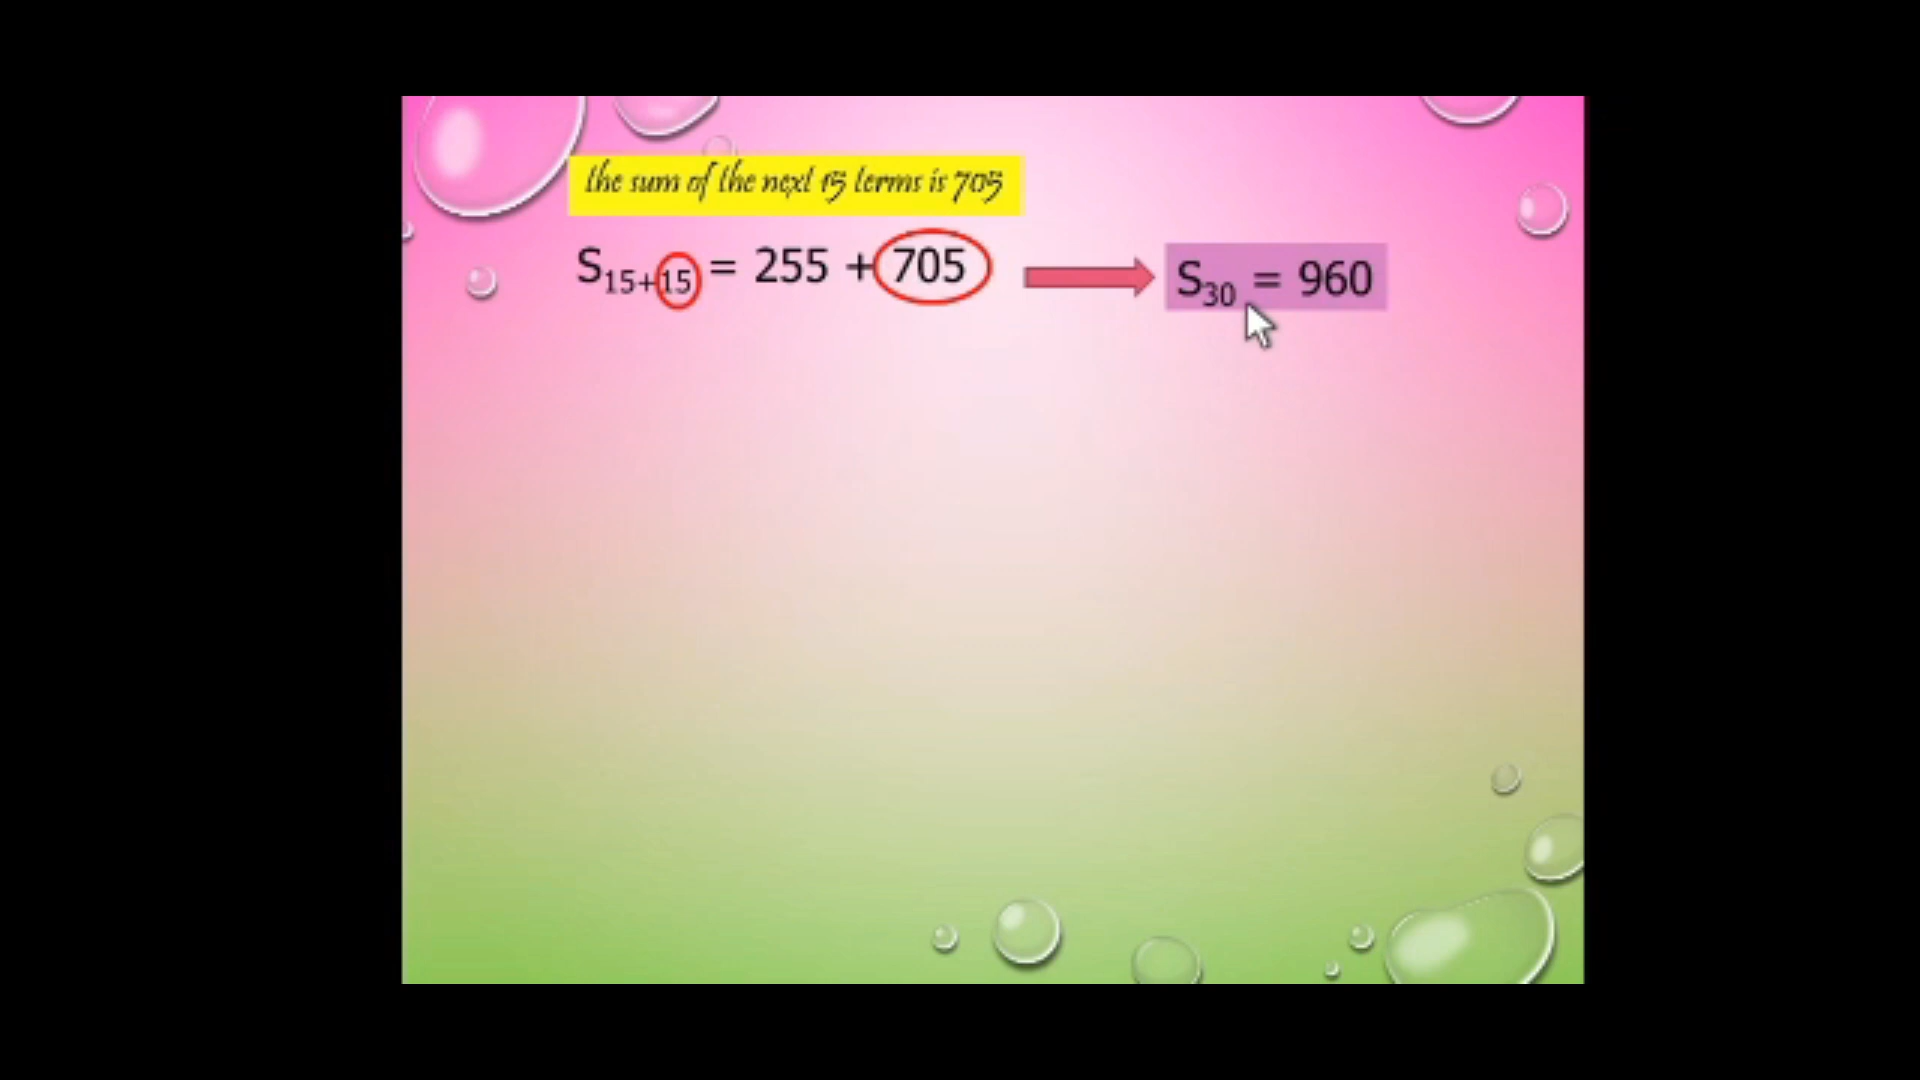 the sum of the next 15 terms is 705
S₁₅₊₁₅ = 255 + 705
S₃₀ = 960